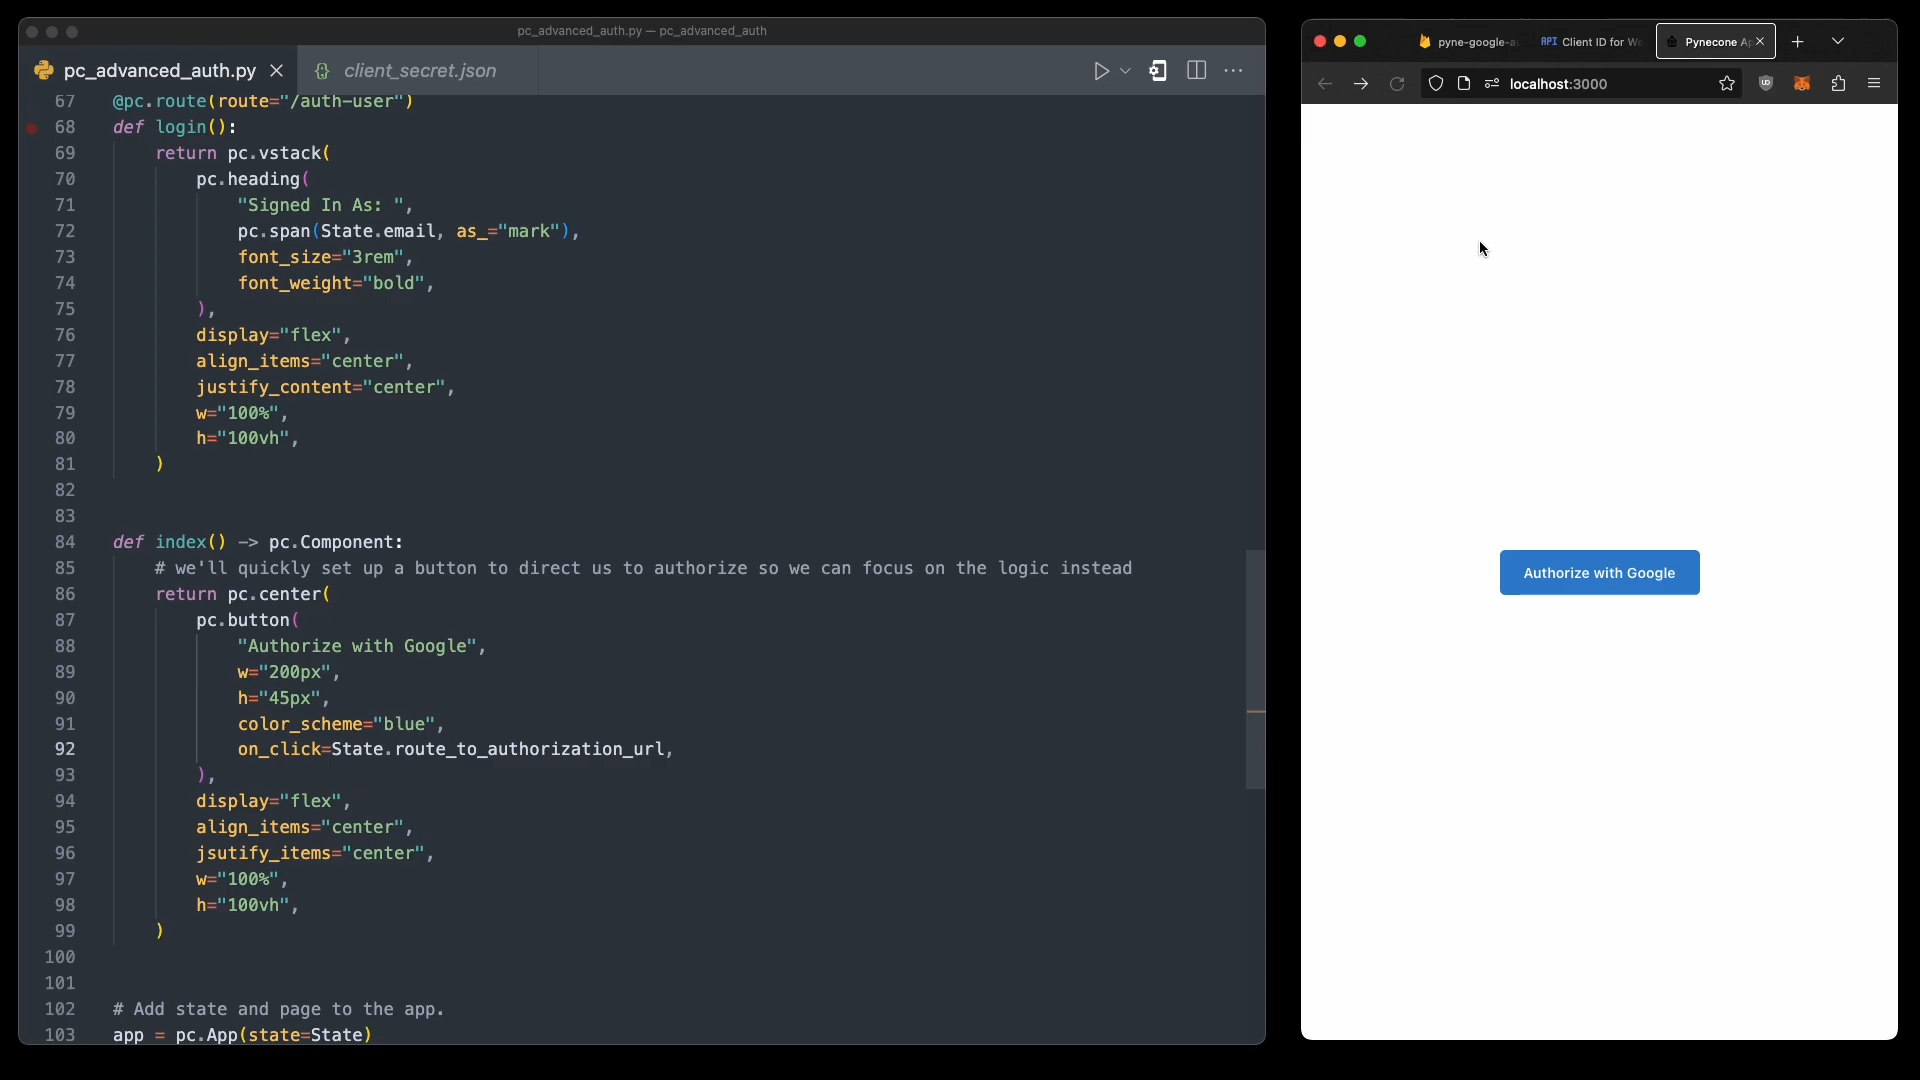 pc_advanced_auth.py — pc_advanced_auth
pc_advanced_auth.py
client_secret.json
67 @pc.route(route="/auth-user")
68 def login():
69 return pc.vstack(
70 pc.heading(
71 "Signed In As: ",
72 pc.span(State.email, as_="mark"),
73 font_size="3rem",
74 font_weight="bold",
75 ),
76 display="flex",
77 align_items="center",
78 justify_content="center",
79 w="100%",
80 h="100vh",
81 )
82
83
84 def index() -> pc.Component:
85 # we'll quickly set up a button to direct us to authorize so we can focus on the logic instead
86 return pc.center(
87 pc.button(
88 "Authorize with Google",
89 w="200px",
90 h="45px",
91 color_scheme="blue",
92 on_click=State.route_to_authorization_url,
93 ),
94 display="flex",
95 align_items="center",
96 jsutify_items="center",
97 w="100%",
98 h="100vh",
99 )
100
101
102 # Add state and page to the app.
103 app = pc.App(state=State)
pyne-google-au
API Client ID for We
Pynecone Ap
localhost:3000
Authorize with Google